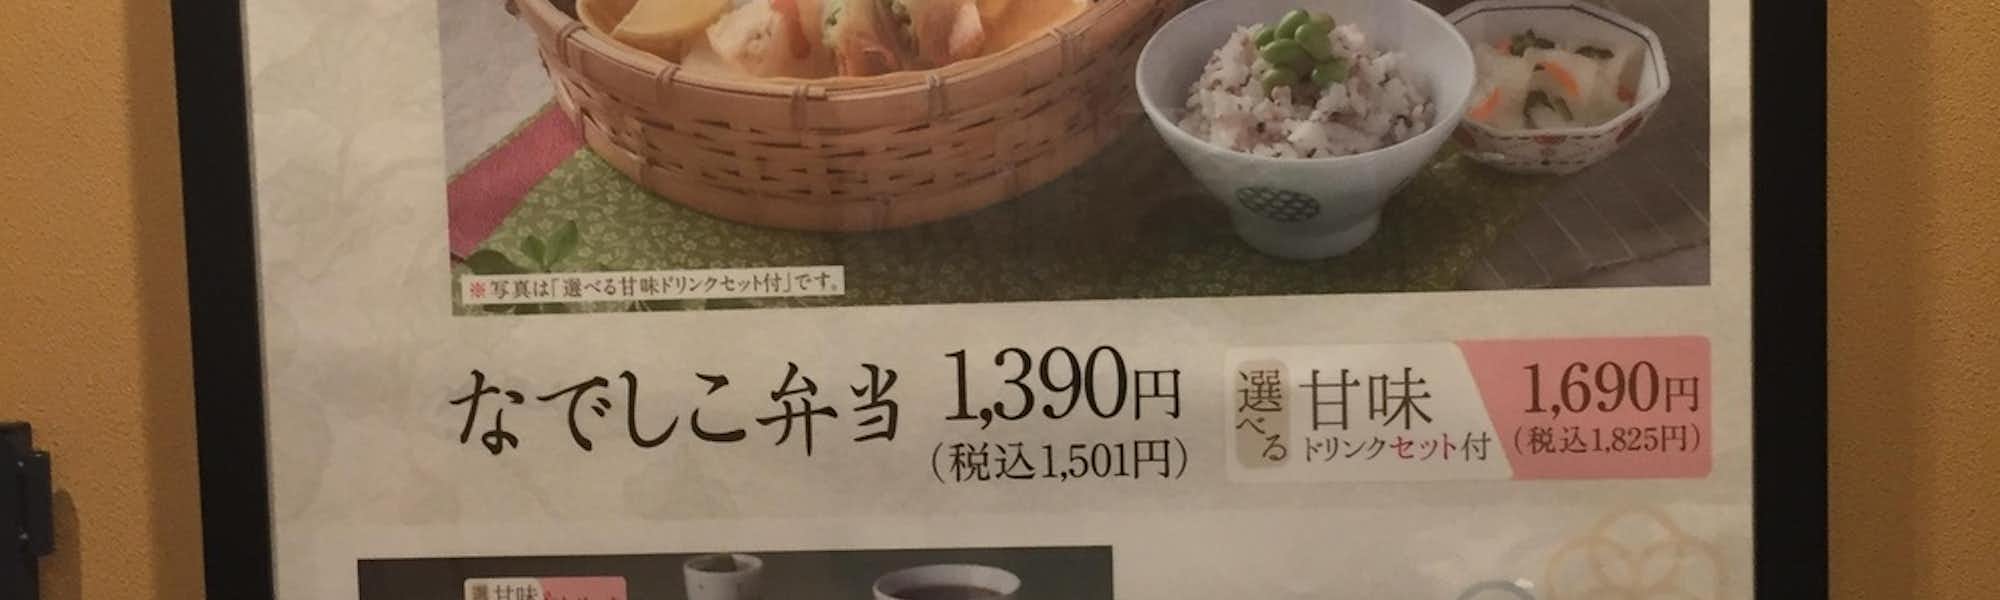 ※写真は「選べる甘味ドリンクセット付」です。
なでしこ弁当 1,390円
(税込1,501円)
選べる 甘味
ドリンクセット付
1,690円
(税込1,825円)
甘味